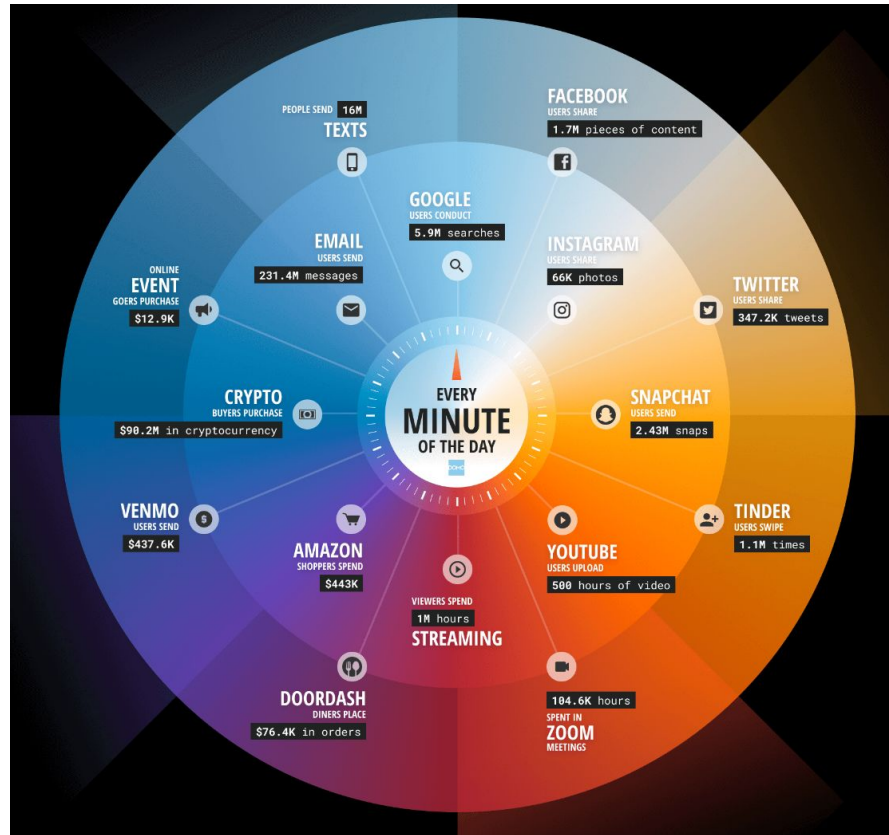 PEOPLE SEND 16M
TEXTS
FACEBOOK
USERS SHARE
1.7M pieces of content
GOOGLE
USERS CONDUCT
5.9M searches
EMAIL
USERS SEND
231.4M messages
INSTAGRAM
USERS SHARE
66K photos
ONLINE
EVENT
GOERS PURCHASE
$12.9K
TWITTER
USERS SHARE
347.2K tweets
CRYPTO
BUYERS PURCHASE
$90.2M in cryptocurrency
EVERY
MINUTE
OF THE DAY
DOMO
SNAPCHAT
USERS SEND
2.43M snaps
VENMO
USERS SEND
$437.6K
AMAZON
SHOPPERS SPEND
$443K
VIEWERS SPEND
1M hours
STREAMING
YOUTUBE
USERS UPLOAD
500 hours of video
TINDER
USERS SWIPE
1.1M times
DOORDASH
DINERS PLACE
$76.4K in orders
104.6K hours
SPENT IN
ZOOM
MEETINGS